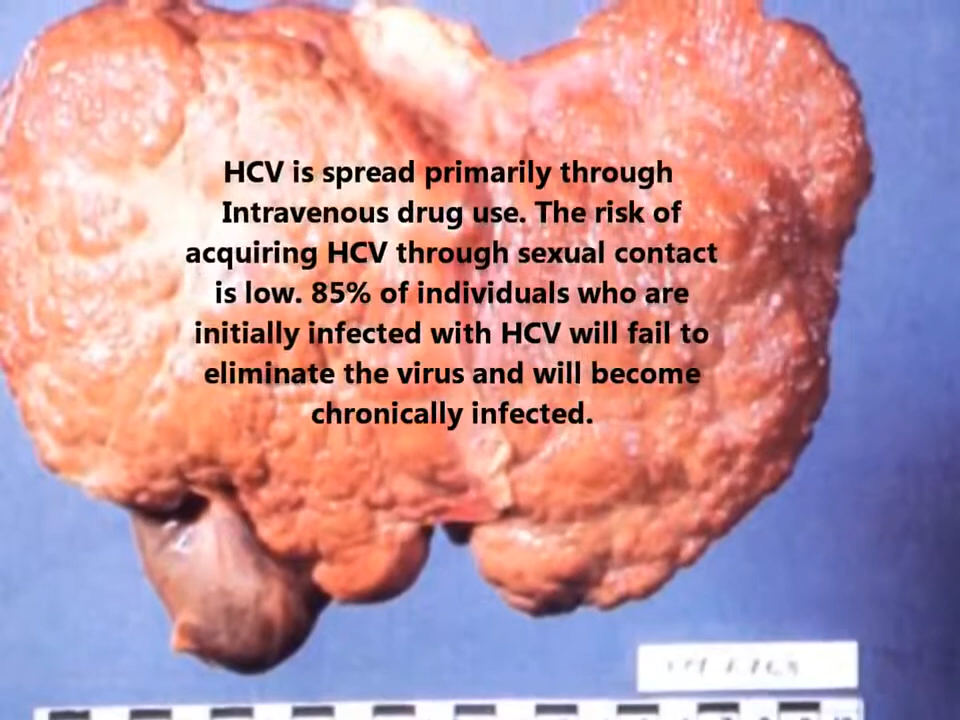 HCV is spread primarily through
Intravenous drug use. The risk of
acquiring HCV through sexual contact
is low. 85% of individuals who are
initially infected with HCV will fail to
eliminate the virus and will become
chronically infected.